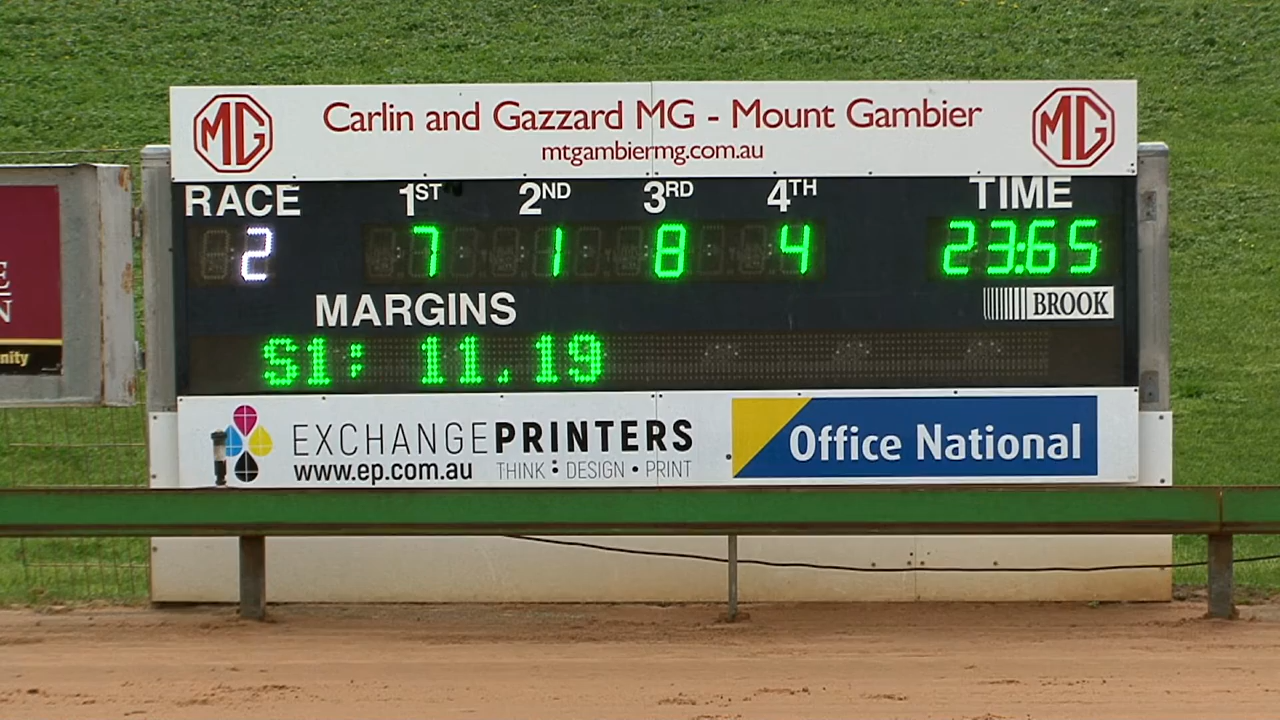 MG Carlin and Gazzard MG - Mount Gambier MG
mtgambiermg.com.au
RACE 1ST 2ND 3RD 4TH TIME
2 7 1 8 4 23:65
BROOK
MARGINS
S1: 11.19
EXCHANGEPRINTERS
www.ep.com.au THINK : DESIGN • PRINT
Office National
E
N
nity